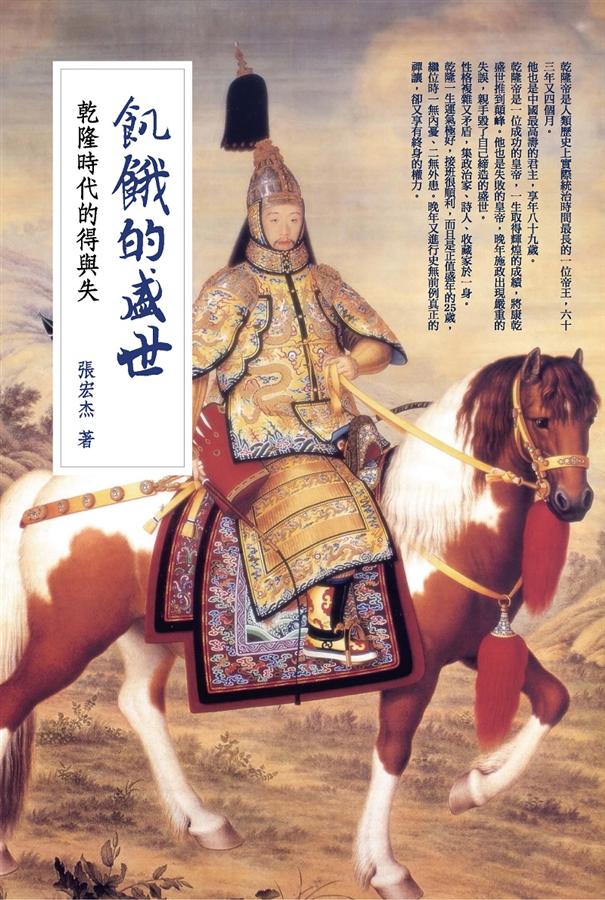 飢餓的盛世
乾隆時代的得與失
張宏杰 著
乾隆帝是人類歷史上實際統治時間最長的一位帝王，六十
三年又四個月。
他也是中國最高壽的君主，享年八十九歲。
乾隆帝是一位成功的皇帝，一生取得輝煌的成績，將康乾
盛世推到顛峰。他也是失敗的皇帝，晚年施政出現嚴重的
失誤，親手毀了自己締造的盛世。
性格複雜又矛盾，集政治家、詩人、收藏家於一身。
乾隆一生運氣極好，接班很順利，而且是正值盛年的25歲，
繼位時一無內憂、二無外患。晚年又進行史無前例真正的
禪讓，卻又享有終身的權力。